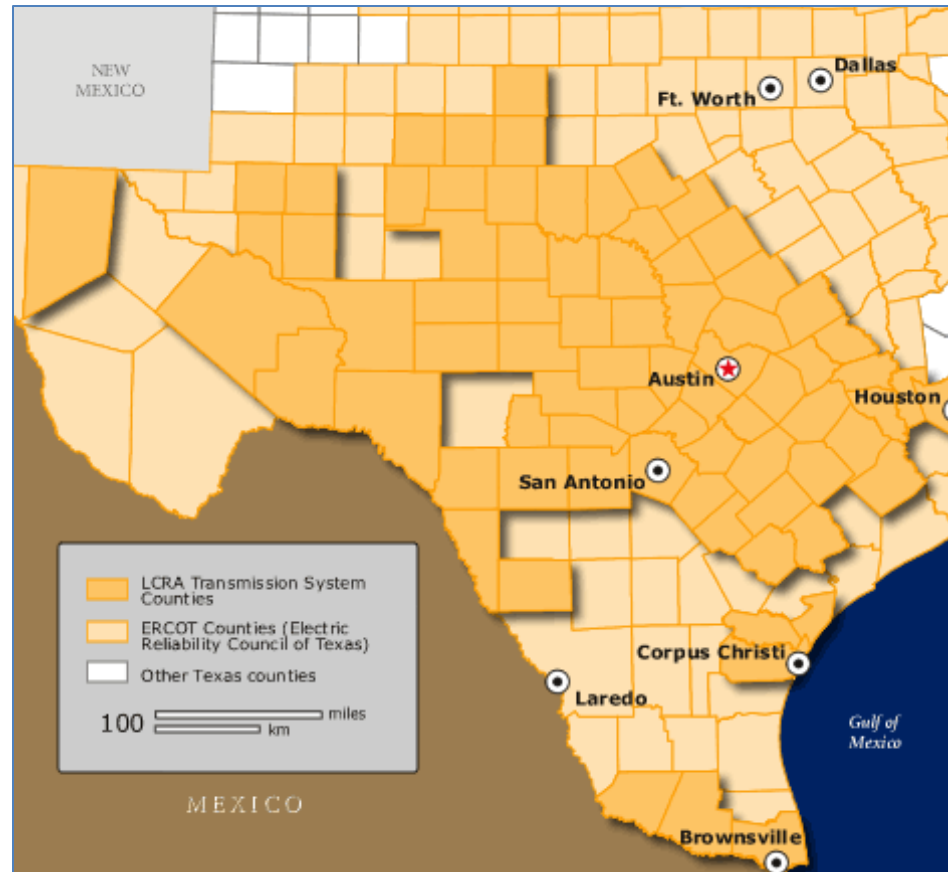 NEW
MEXICO
Dallas
Ft. Worth
Austin
Houston
San Antonio
LCRA Transmission System
Counties
ERCOT Counties (Electric
Reliability Council of Texas)
Other Texas counties
100 miles
km
Corpus Christi
Laredo
Gulf of
Mexico
MEXICO
Brownsville